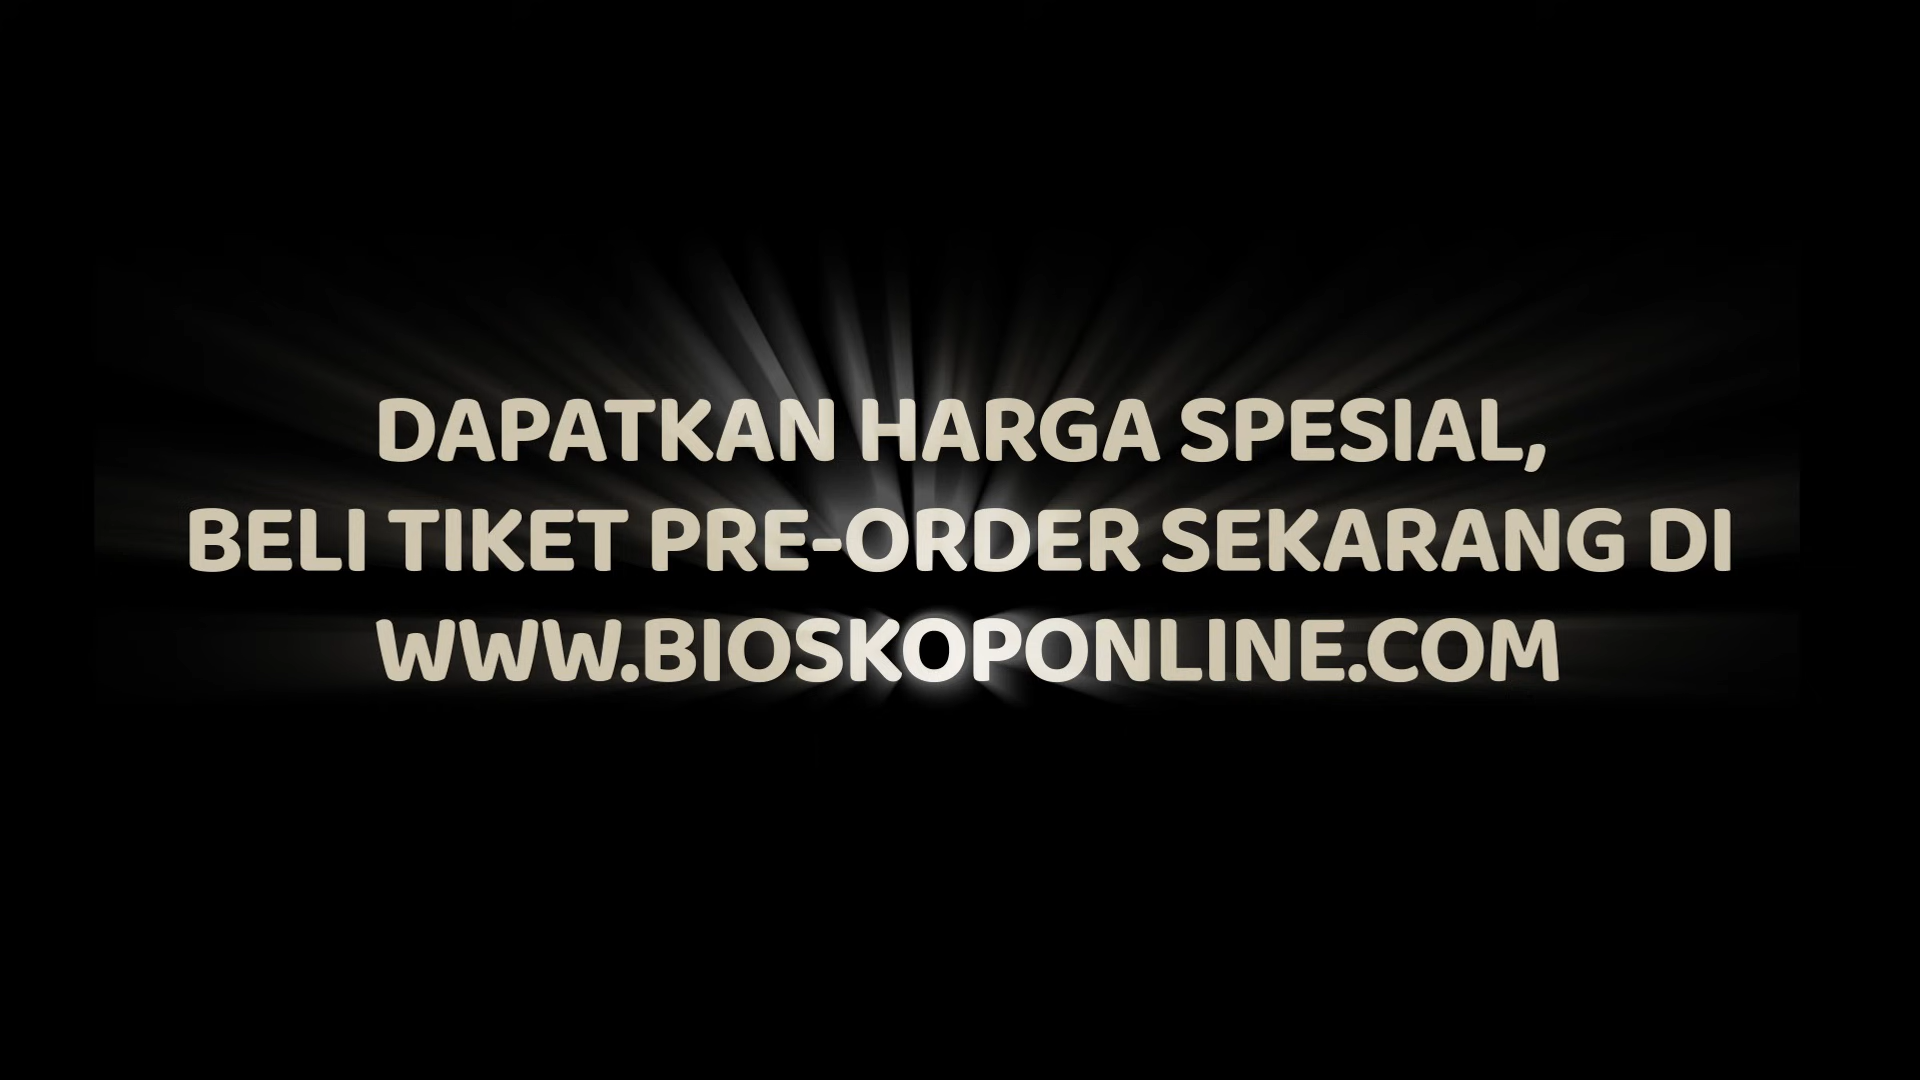 DAPATKAN HARGA SPESIAL,
BELI TIKET PRE-ORDER SEKARANG DI
WWW.BIOSKOPONLINE.COM